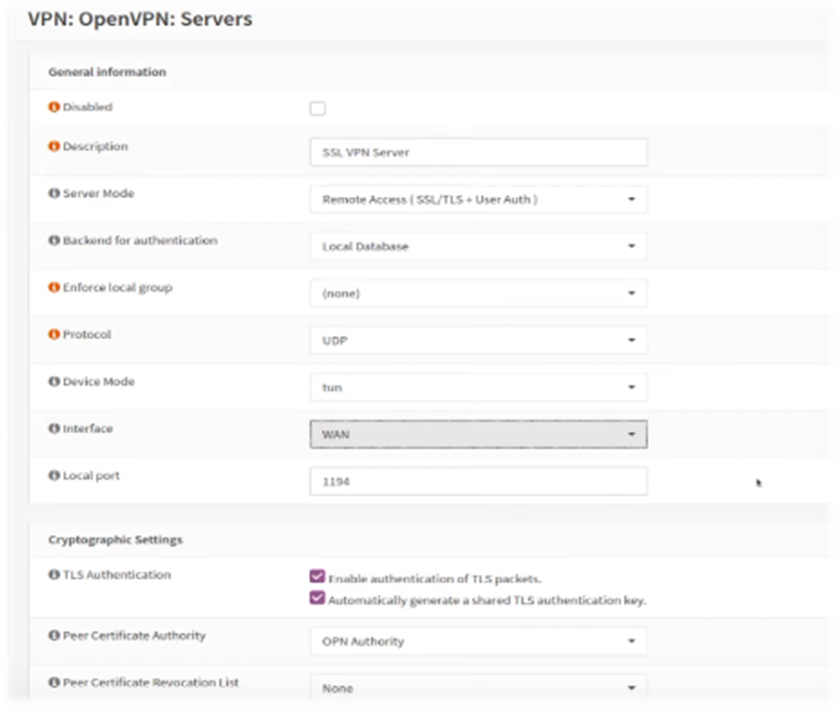 VPN: OpenVPN: Servers
General information
Disabled
Description
SSL VPN Server
Server Mode
Remote Access ( SSL/TLS + User Auth )
Backend for authentication
Local Database
Enforce local group
(none)
Protocol
UDP
Device Mode
tun
Interface
WAN
Local port
1194
Cryptographic Settings
TLS Authentication
Enable authentication of TLS packets.
Automatically generate a shared TLS authentication key.
Peer Certificate Authority
OPN Authority
Peer Certificate Revocation List
None